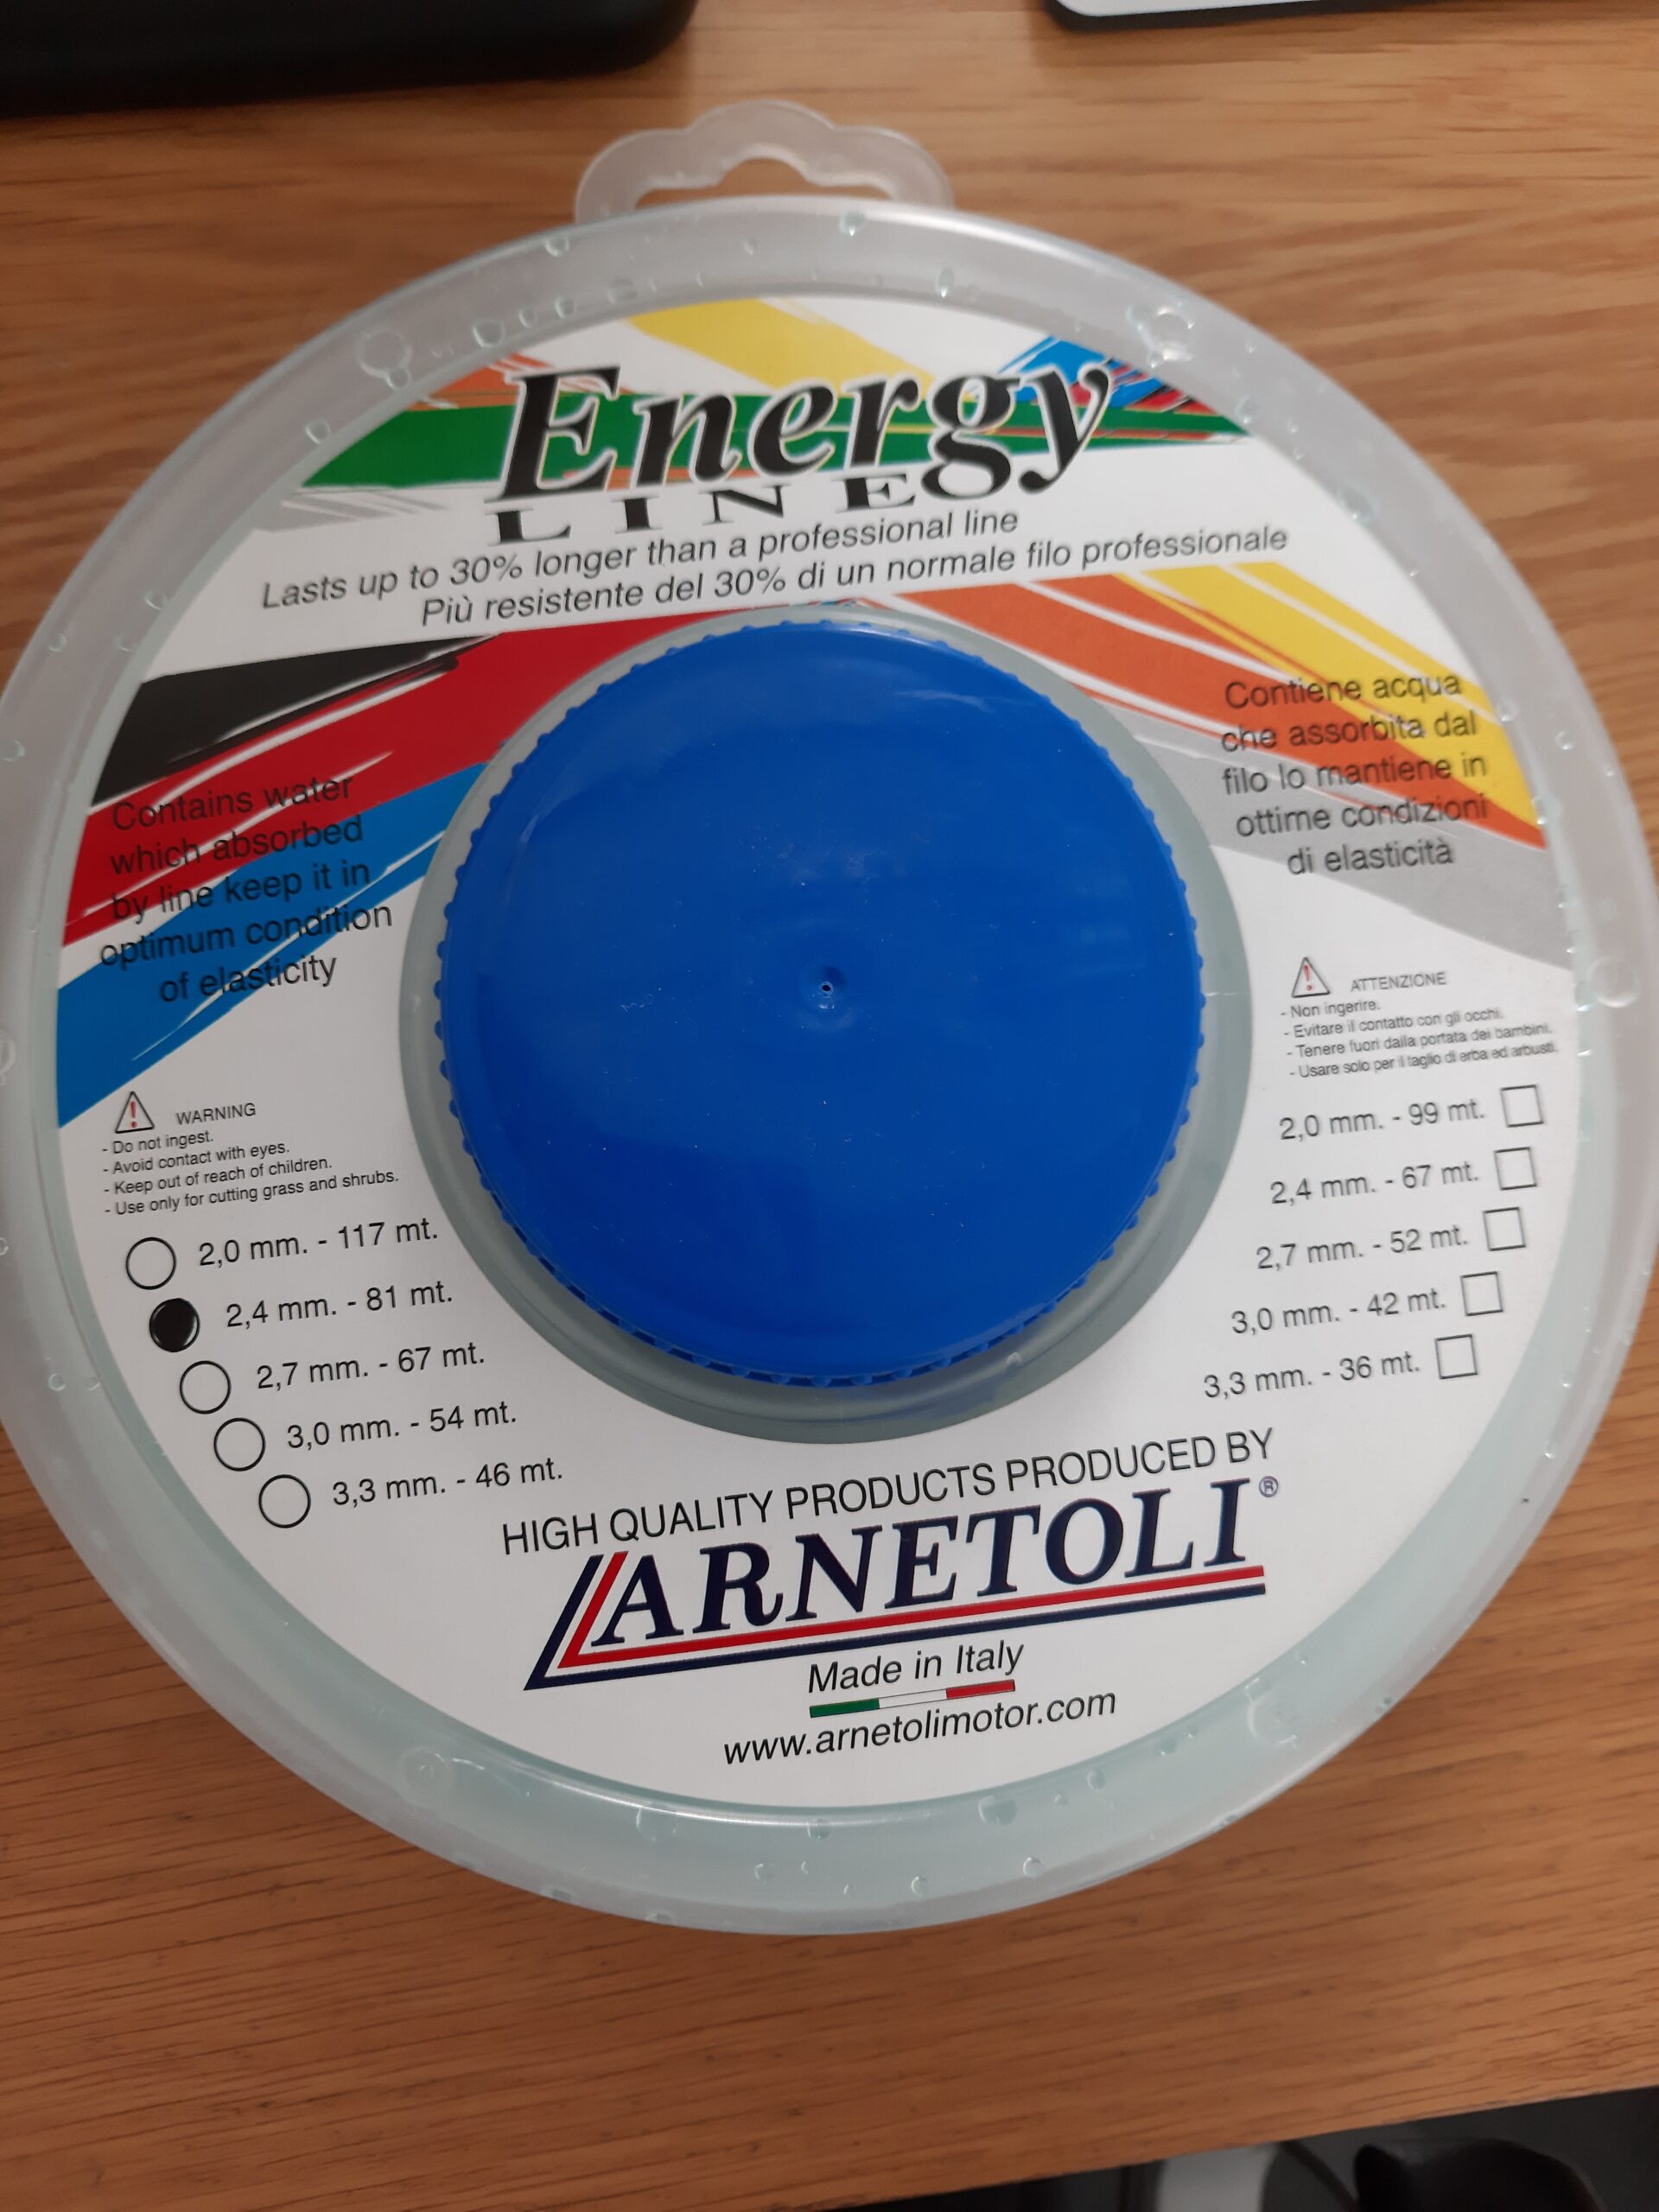 Energy
LINE
Lasts up to 30% longer than a professional line
Più resistente del 30% di un normale filo professionale
Contains water
which absorbed
by line keep it in
optimum condition
of elasticity
Contiene acqua
che assorbita dal
filo lo mantiene in
ottime condizioni
di elasticità
WARNING
- Do not ingest.
- Avoid contact with eyes.
- Keep out of reach of children.
- Use only for cutting grass and shrubs.
ATTENZIONE
- Non ingerire.
- Evitare il contatto con gli occhi.
- Tenere fuori dalla portata dei bambini.
- Usare solo per il taglio di erba ed arbusti.
2,0 mm. - 117 mt.
2,4 mm. - 81 mt.
2,7 mm. - 67 mt.
3,0 mm. - 54 mt.
3,3 mm. - 46 mt.
2,0 mm. - 99 mt.
2,4 mm. - 67 mt.
2,7 mm. - 52 mt.
3,0 mm. - 42 mt.
3,3 mm. - 36 mt.
HIGH QUALITY PRODUCTS PRODUCED BY
ARNETOLI®
Made in Italy
www.arnetolimotor.com